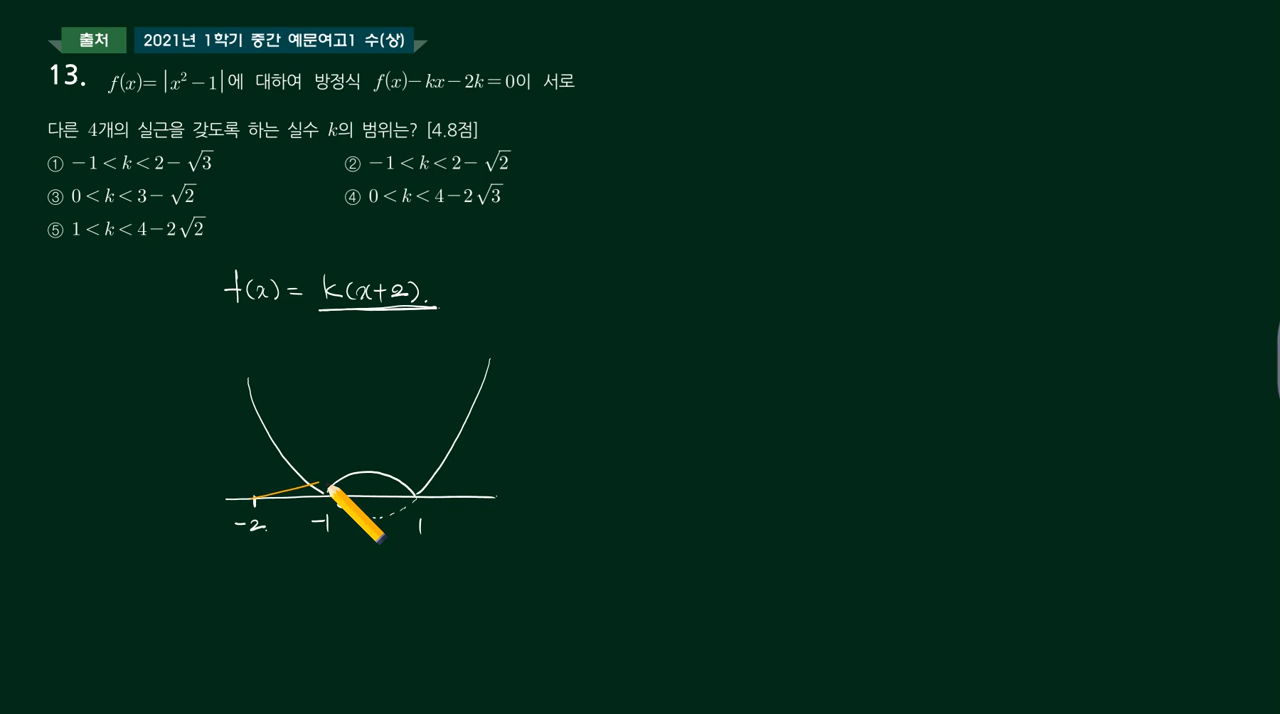 출처 2021년 1학기 중간 예문여고1 수(상)
13. f(x)=|x²-1|에 대하여 방정식 f(x)-kx-2k=0이 서로
다른 4개의 실근을 갖도록 하는 실수 k의 범위는? [4.8점]
① -1<k<2-√3 ② -1<k<2-√2
③ 0<k<3-√2 ④ 0<k<4-2√3
⑤ 1<k<4-2√2
f(x)= k(x+2).
-2. -1 1